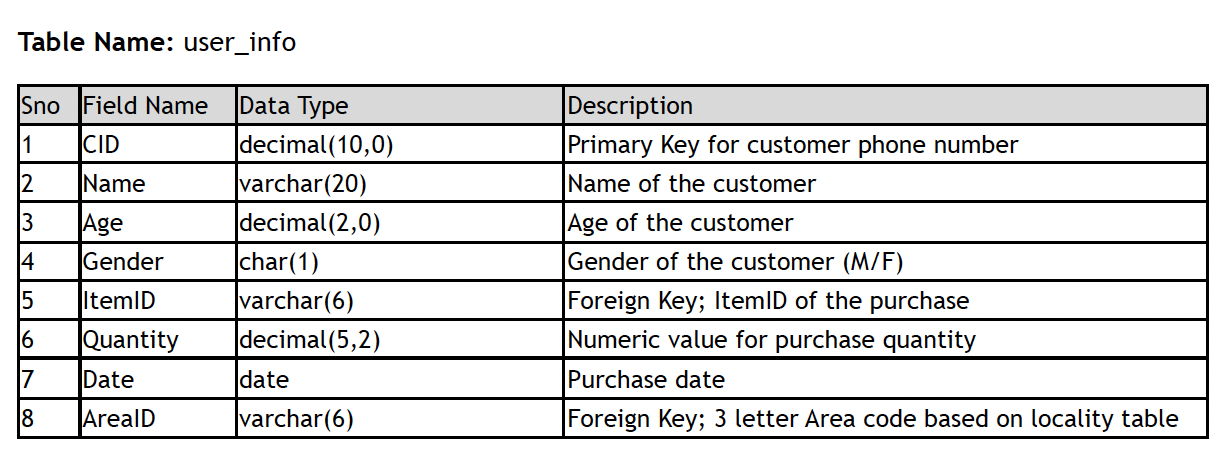 Table Name: user_info
Sno Field Name Data Type Description
1 CID decimal(10,0) Primary Key for customer phone number
2 Name varchar(20) Name of the customer
3 Age decimal(2,0) Age of the customer
4 Gender char(1) Gender of the customer (M/F)
5 ItemID varchar(6) Foreign Key; ItemID of the purchase
6 Quantity decimal(5,2) Numeric value for purchase quantity
7 Date date Purchase date
8 AreaID varchar(6) Foreign Key; 3 letter Area code based on locality table